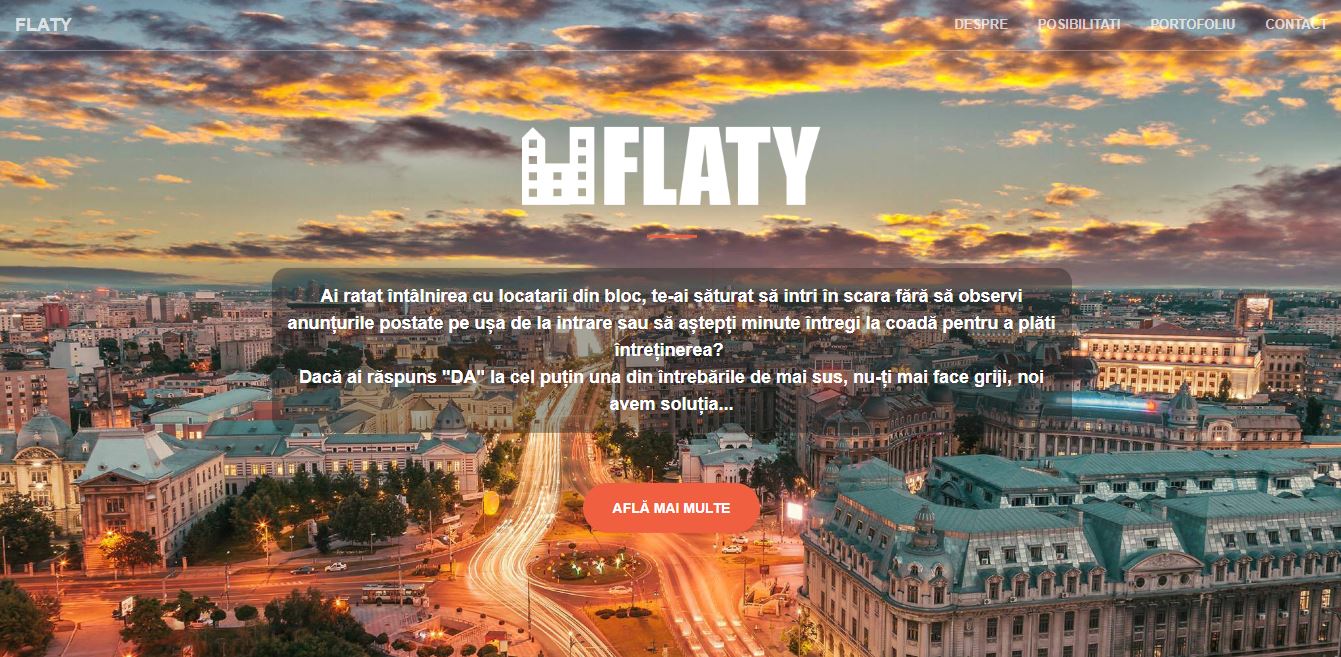 FLATY
DESPRE
POSIBILITATI
PORTOFOLIU
CONTACT
FLATY
Ai ratat întâlnirea cu locatarii din bloc, te-ai săturat să intri în scara fără să observi
anunțurile postate pe ușa de la intrare sau să aștepți minute întregi la coadă pentru a plăti
întreținerea?
Dacă ai răspuns "DA" la cel puțin una din întrebările de mai sus, nu-ți mai face griji, noi
avem soluția...
AFLĂ MAI MULTE